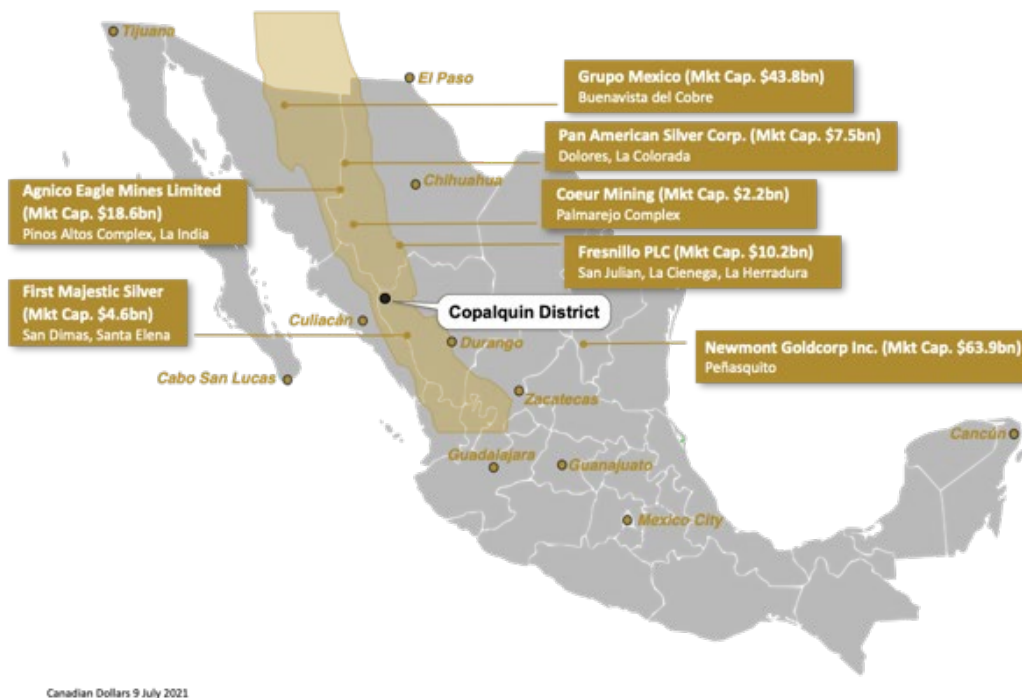 Tijuana
El Paso
Grupo Mexico (Mkt Cap. $43.8bn)
Buenavista del Cobre
Pan American Silver Corp. (Mkt Cap. $7.5bn)
Dolores, La Colorada
Chihuahua
Agnico Eagle Mines Limited
(Mkt Cap. $18.6bn)
Pinos Altos Complex, La India
Coeur Mining (Mkt Cap. $2.2bn)
Palmarejo Complex
Fresnillo PLC (Mkt Cap. $10.2bn)
San Julian, La Cienega, La Herradura
First Majestic Silver
(Mkt Cap. $4.6bn)
San Dimas, Santa Elena
Copalquin District
Culiacán
Durango
Newmont Goldcorp Inc. (Mkt Cap. $63.9bn)
Peñasquito
Cabo San Lucas
Zacatecas
Cancún
Guadalajara
Guanajuato
Mexico City
Canadian Dollars 9 July 2021